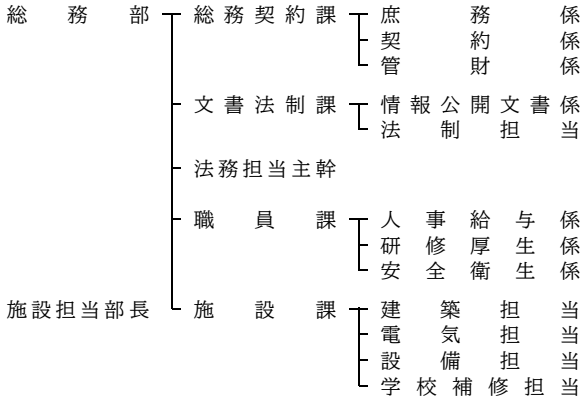 総務部 総務契約課 庶務係
契約係
管財係
文書法制課 情報公開文書係
法制担当
法務担当主幹
職員課 人事給与係
研修厚生係
安全衛生係
施設担当部長 施設課 建築担当
電気担当
設備担当
学校補修担当